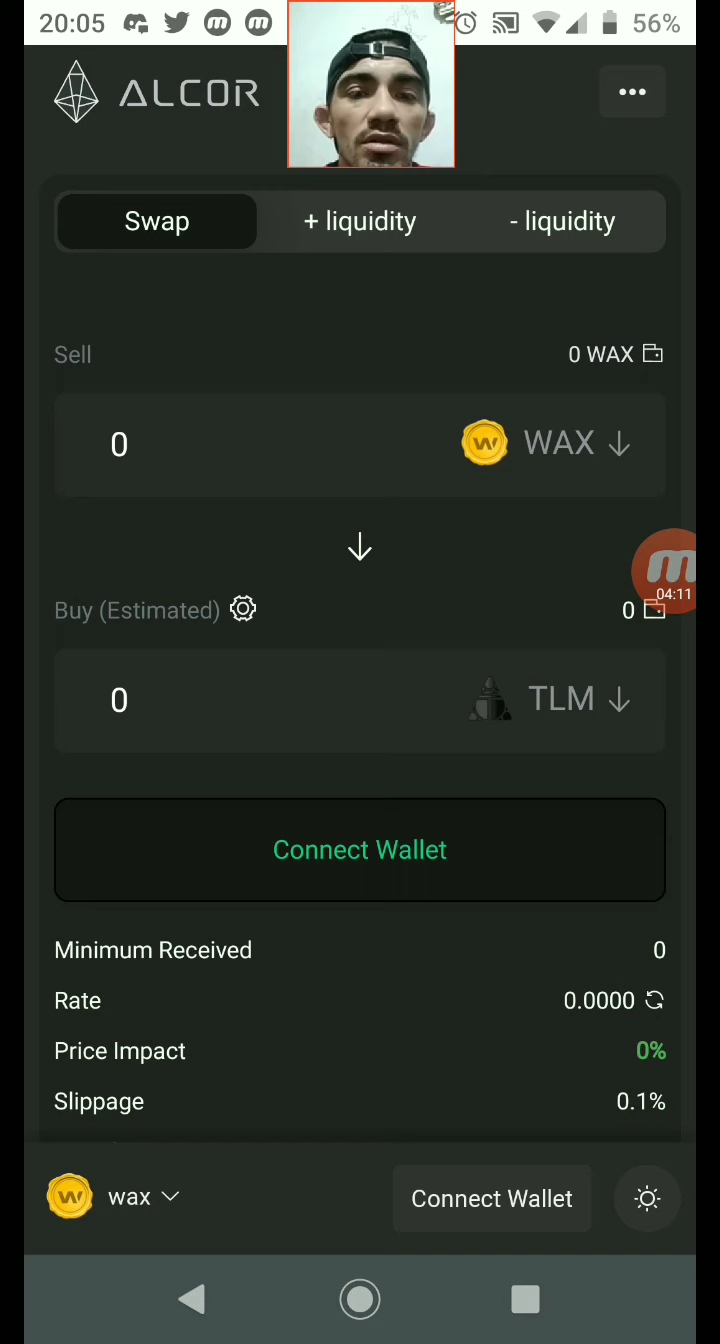 20:05
56%
ALCOR
Swap
+ liquidity
- liquidity
Sell
0 WAX
0
WAX
04:11
Buy (Estimated)
0
0
TLM
Connect Wallet
Minimum Received
0
Rate
0.0000
Price Impact
0%
Slippage
0.1%
wax
Connect Wallet